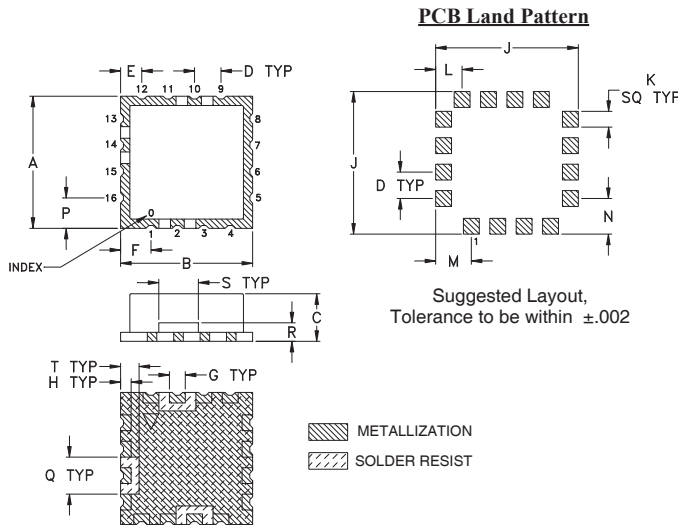 PCB Land Pattern
E
D TYP
12
11
10
9
13
14
15
16
8
7
6
5
A
P
0
1
2
3
4
F
B
INDEX
J
L
K
SQ TYP
J
D TYP
N
1
M
Suggested Layout,
Tolerance to be within ±.002
S TYP
C
R
T TYP
H TYP
G TYP
Q TYP
METALLIZATION
SOLDER RESIST